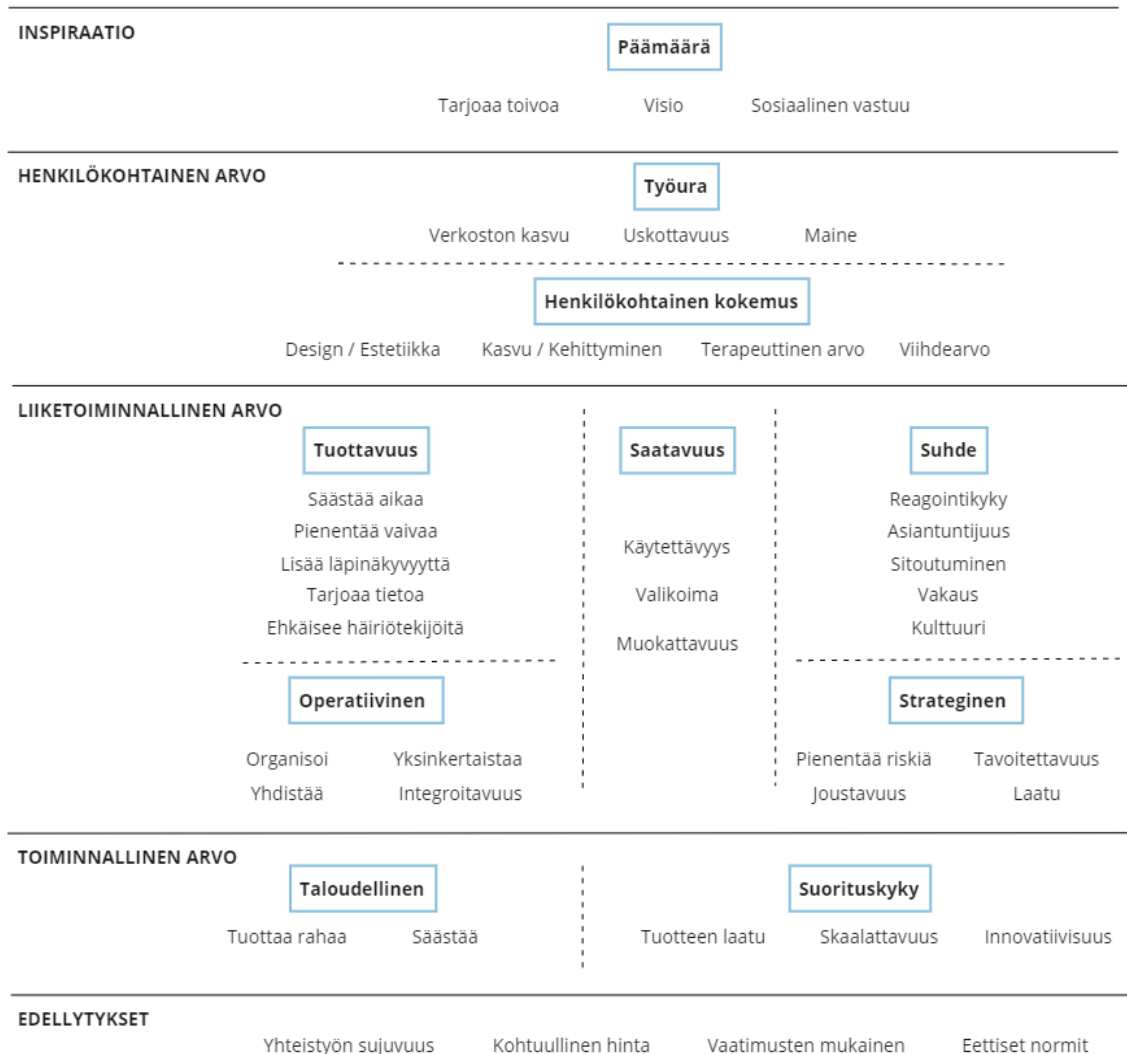 INSPIRAATIO
Päämäärä
Tarjoaa toivoa Visio Sosiaalinen vastuu
HENKILÖKOHTAINEN ARVO
Työura
Verkoston kasvu Uskottavuus Maine
Henkilökohtainen kokemus
Design / Estetiikka Kasvu / Kehittyminen Terapeuttinen arvo Viihdearvo
LIIKETOIMINNALLINEN ARVO
Tuottavuus
Säästää aikaa
Pienentää vaivaa
Lisää läpinäkyvyyttä
Tarjoaa tietoa
Ehkäisee häiriötekijöitä
Operatiivinen
Organisoi Yksinkertaistaa
Yhdistää Integroitavuus
Saatavuus
Käytettävyys
Valikoima
Muokattavuus
Suhde
Reagointikyky
Asiantuntijuus
Sitoutuminen
Vakaus
Kulttuuri
Strateginen
Pienentää riskiä Tavoitettavuus
Joustavuus Laatu
TOIMINNALLINEN ARVO
Taloudellinen
Tuottaa rahaa Säästää
Suorituskyky
Tuotteen laatu Skaalattavuus Innovatiivisuus
EDELLYTYKSET
Yhteistyön sujuvuus Kohtuullinen hinta Vaatimusten mukainen Eettiset normit